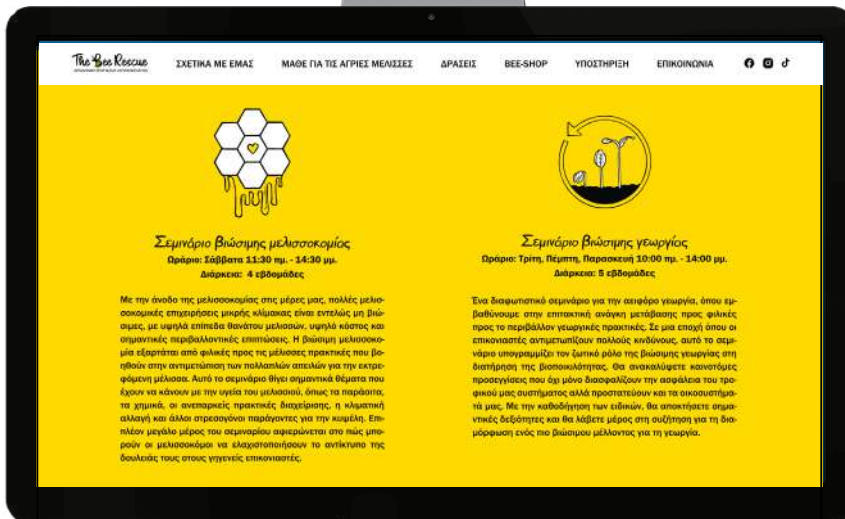 The Bee Rescue
ΣΧΕΤΙΚΑ ΜΕ ΕΜΑΣ
ΜΑΘΕ ΓΙΑ ΤΙΣ ΑΓΡΙΕΣ ΜΕΛΙΣΣΕΣ
ΔΡΑΣΕΙΣ
BEE-SHOP
ΥΠΟΣΤΗΡΙΞΗ
ΕΠΙΚΟΙΝΩΝΙΑ
Σεμινάριο βιώσιμης μελισσοκομίας
Ωράριο: Σάββατα 11:30 πμ. - 14:30 μμ.
Διάρκεια: 4 εβδομάδες
Με την άνοδο της μελισσοκομίας στις μέρες μας, πολλές μελισ-
σοκομικές επιχειρήσεις μικρής κλίμακας είναι εντελώς μη βιώ-
σιμες, με υψηλά επίπεδα θανάτου μελισσών, υψηλό κόστος και
σημαντικές περιβαλλοντικές επιπτώσεις. Η βιώσιμη μελισσοκο-
μία εξαρτάται από φιλικές προς τις μέλισσες πρακτικές που βο-
ηθούν στην αντιμετώπιση των πολλαπλών απειλών για την εκτρε-
φόμενη μέλισσα. Αυτό το σεμινάριο θίγει σημαντικά θέματα που
έχουν να κάνουν με την υγεία του μελισσιού, όπως τα παράσιτα,
τα χημικά, οι ανεπαρκείς πρακτικές διαχείρισης, η κλιματική
αλλαγή και άλλοι στρεσογόνοι παράγοντες για την κυψέλη. Επι-
πλέον μεγάλο μέρος του σεμιναρίου αφιερώνεται στο πώς μπο-
ρούν οι μελισσοκόμοι να ελαχιστοποιήσουν το αντίκτυπο της
δουλειάς τους στους γηγενείς επικονιαστές.
Σεμινάριο βιώσιμης γεωργίας
Ωράριο: Τρίτη, Πέμπτη, Παρασκευή 10:00 πμ. - 14:00 μμ.
Διάρκεια: 5 εβδομάδες
Ένα διαφωτιστικό σεμινάριο για την αειφόρο γεωργία, όπου εμ-
βαθύνουμε στην επιτακτική ανάγκη μετάβασης προς φιλικές
προς το περιβάλλον γεωργικές πρακτικές. Σε μια εποχή όπου οι
επικονιαστές αντιμετωπίζουν πολλούς κινδύνους, αυτό το σεμι-
νάριο υπογραμμίζει τον ζωτικό ρόλο της βιώσιμης γεωργίας στη
διατήρηση της βιοποικιλότητας. Θα ανακαλύψετε καινοτόμες
προσεγγίσεις που όχι μόνο διασφαλίζουν την ασφάλεια του τρο-
φικού μας συστήματος αλλά προστατεύουν και τα οικοσυστήμα-
τά μας. Με την καθοδήγηση των ειδικών, θα αποκτήσετε σημα-
ντικές δεξιότητες και θα λάβετε μέρος στη συζήτηση για τη δια-
μόρφωση ενός πιο βιώσιμου μέλλοντος για τη γεωργία.